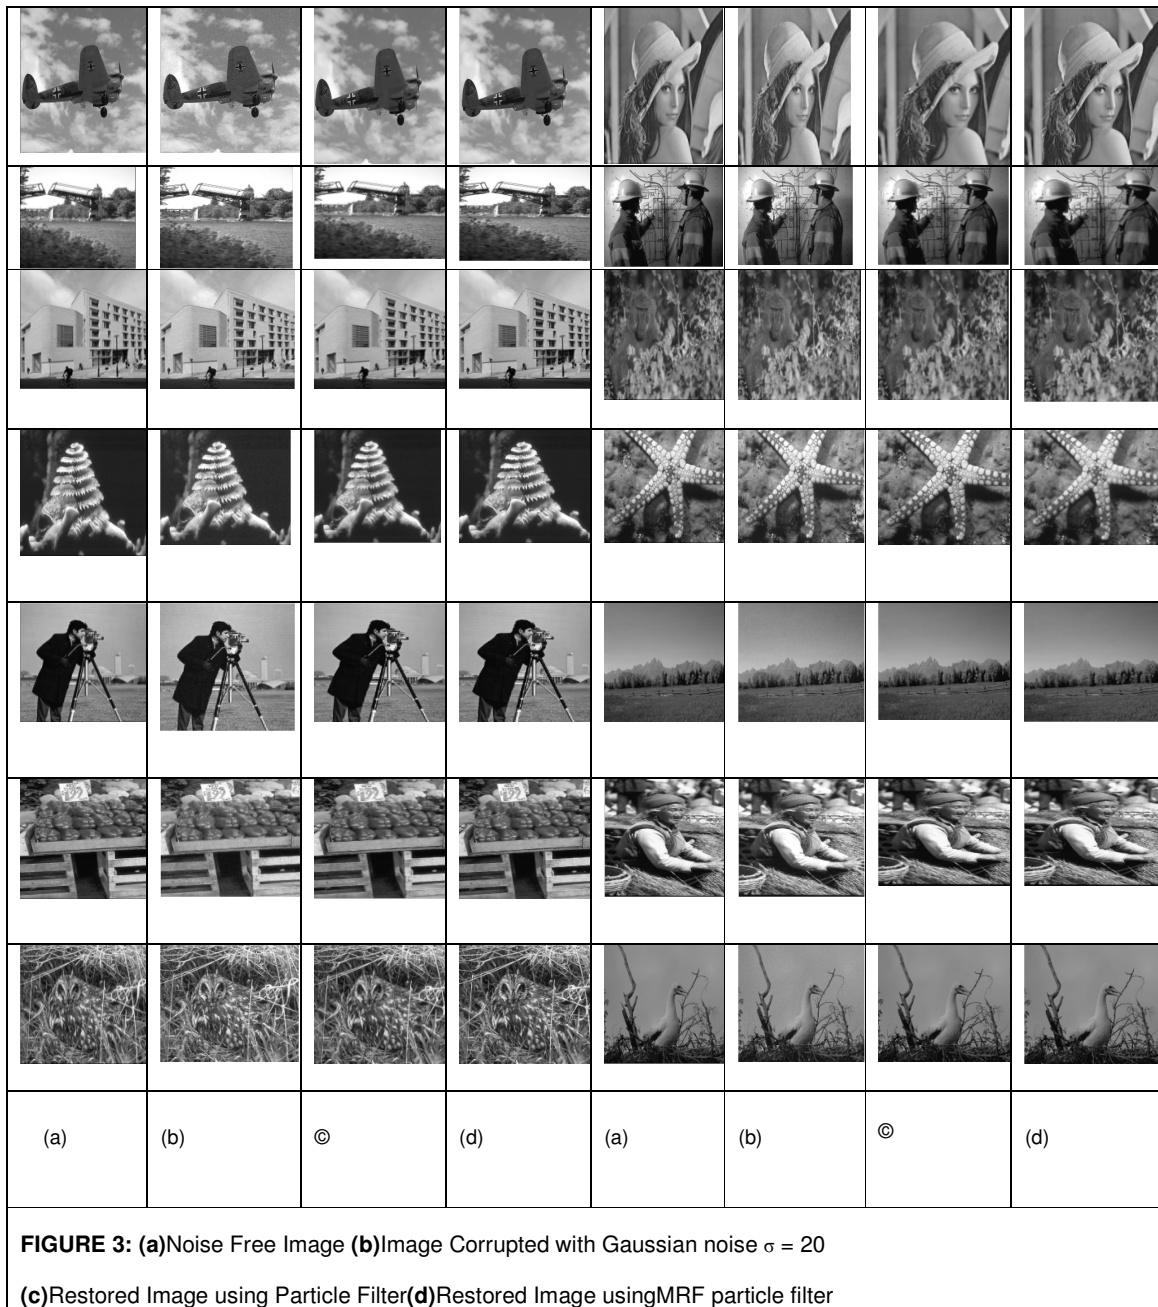 (a) (b) © (d) (a) (b) © (d)
FIGURE 3: (a)Noise Free Image (b)Image Corrupted with Gaussian noise σ = 20
(c)Restored Image using Particle Filter(d)Restored Image usingMRF particle filter